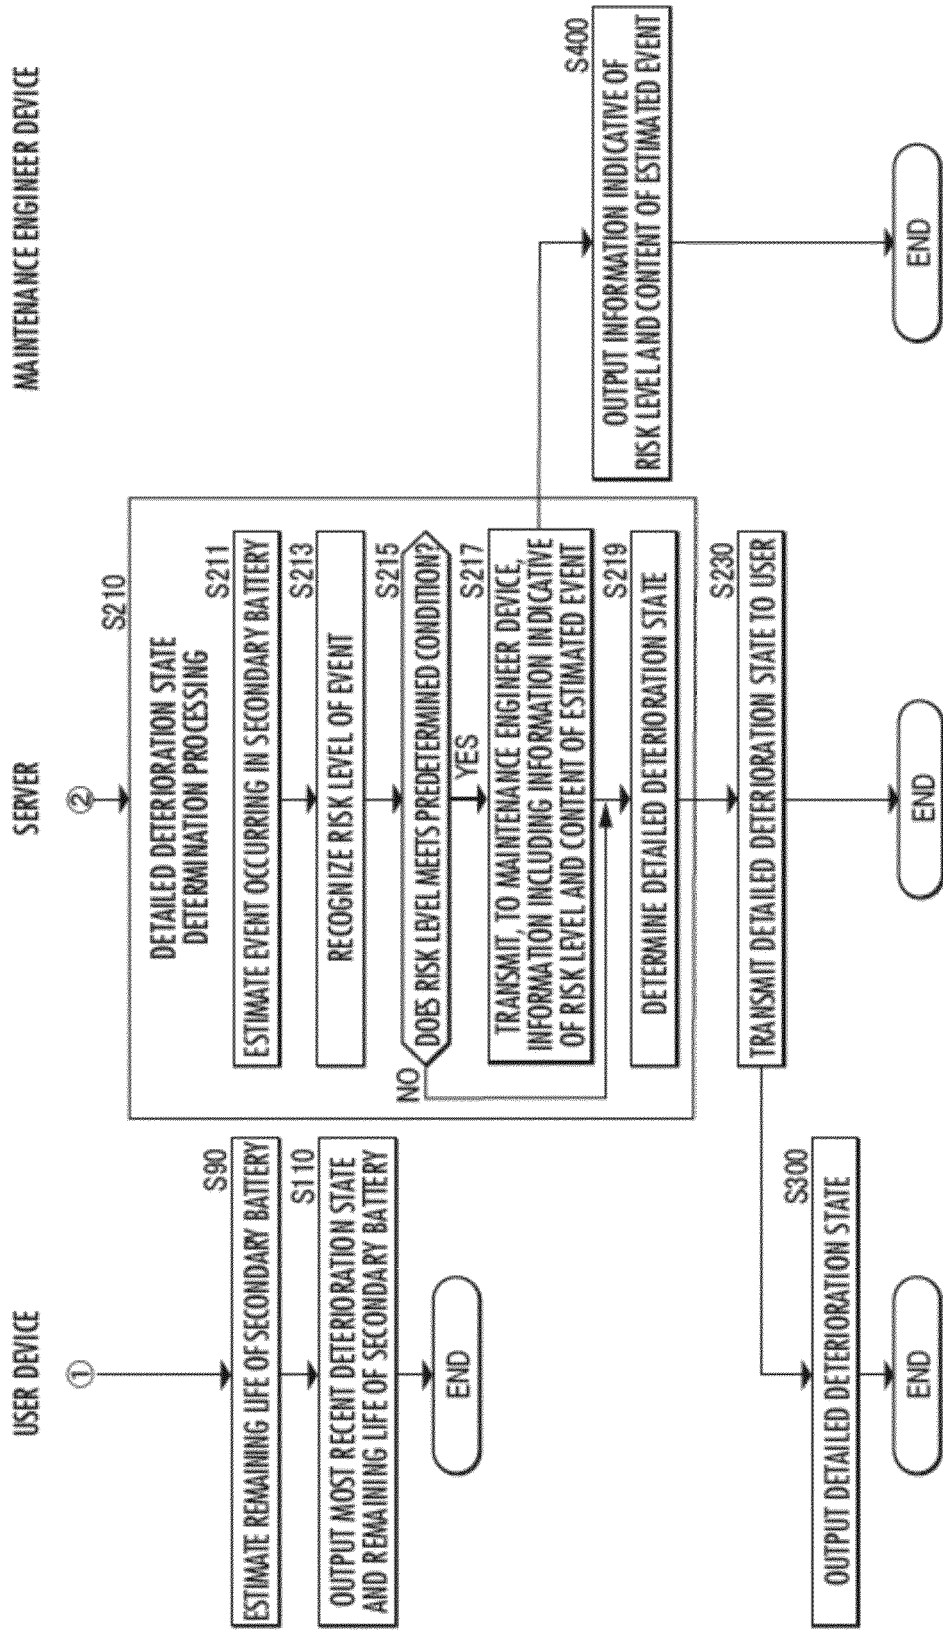 USER DEVICE
①
S90
ESTIMATE REMAINING LIFE OF SECONDARY BATTERY
S110
OUTPUT MOST RECENT DETERIORATION STATE
AND REMAINING LIFE OF SECONDARY BATTERY
END
S300
OUTPUT DETAILED DETERIORATION STATE
END
SERVER
②
S210
DETAILED DETERIORATION STATE
DETERMINATION PROCESSING
S211
ESTIMATE EVENT OCCURRING IN SECONDARY BATTERY
S213
RECOGNIZE RISK LEVEL OF EVENT
S215
DOES RISK LEVEL MEETS PREDETERMINED CONDITION?
NO
YES
S217
TRANSMIT, TO MAINTENANCE ENGINEER DEVICE,
INFORMATION INCLUDING INFORMATION INDICATIVE
OF RISK LEVEL AND CONTENT OF ESTIMATED EVENT
S219
DETERMINE DETAILED DETERIORATION STATE
S230
TRANSMIT DETAILED DETERIORATION STATE TO USER
END
MAINTENANCE ENGINEER DEVICE
S400
OUTPUT INFORMATION INDICATIVE OF
RISK LEVEL AND CONTENT OF ESTIMATED EVENT
END